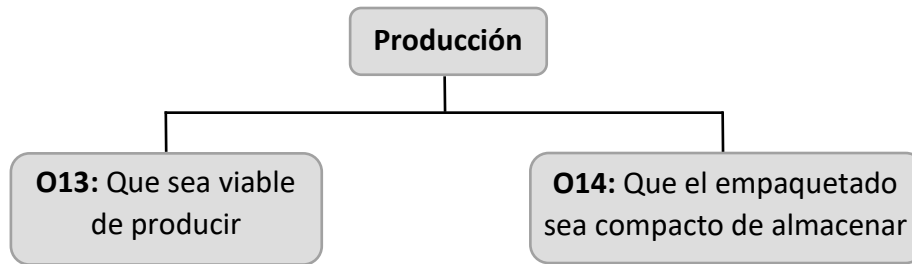 Producción
O13: Que sea viable
de producir
O14: Que el empaquetado
sea compacto de almacenar